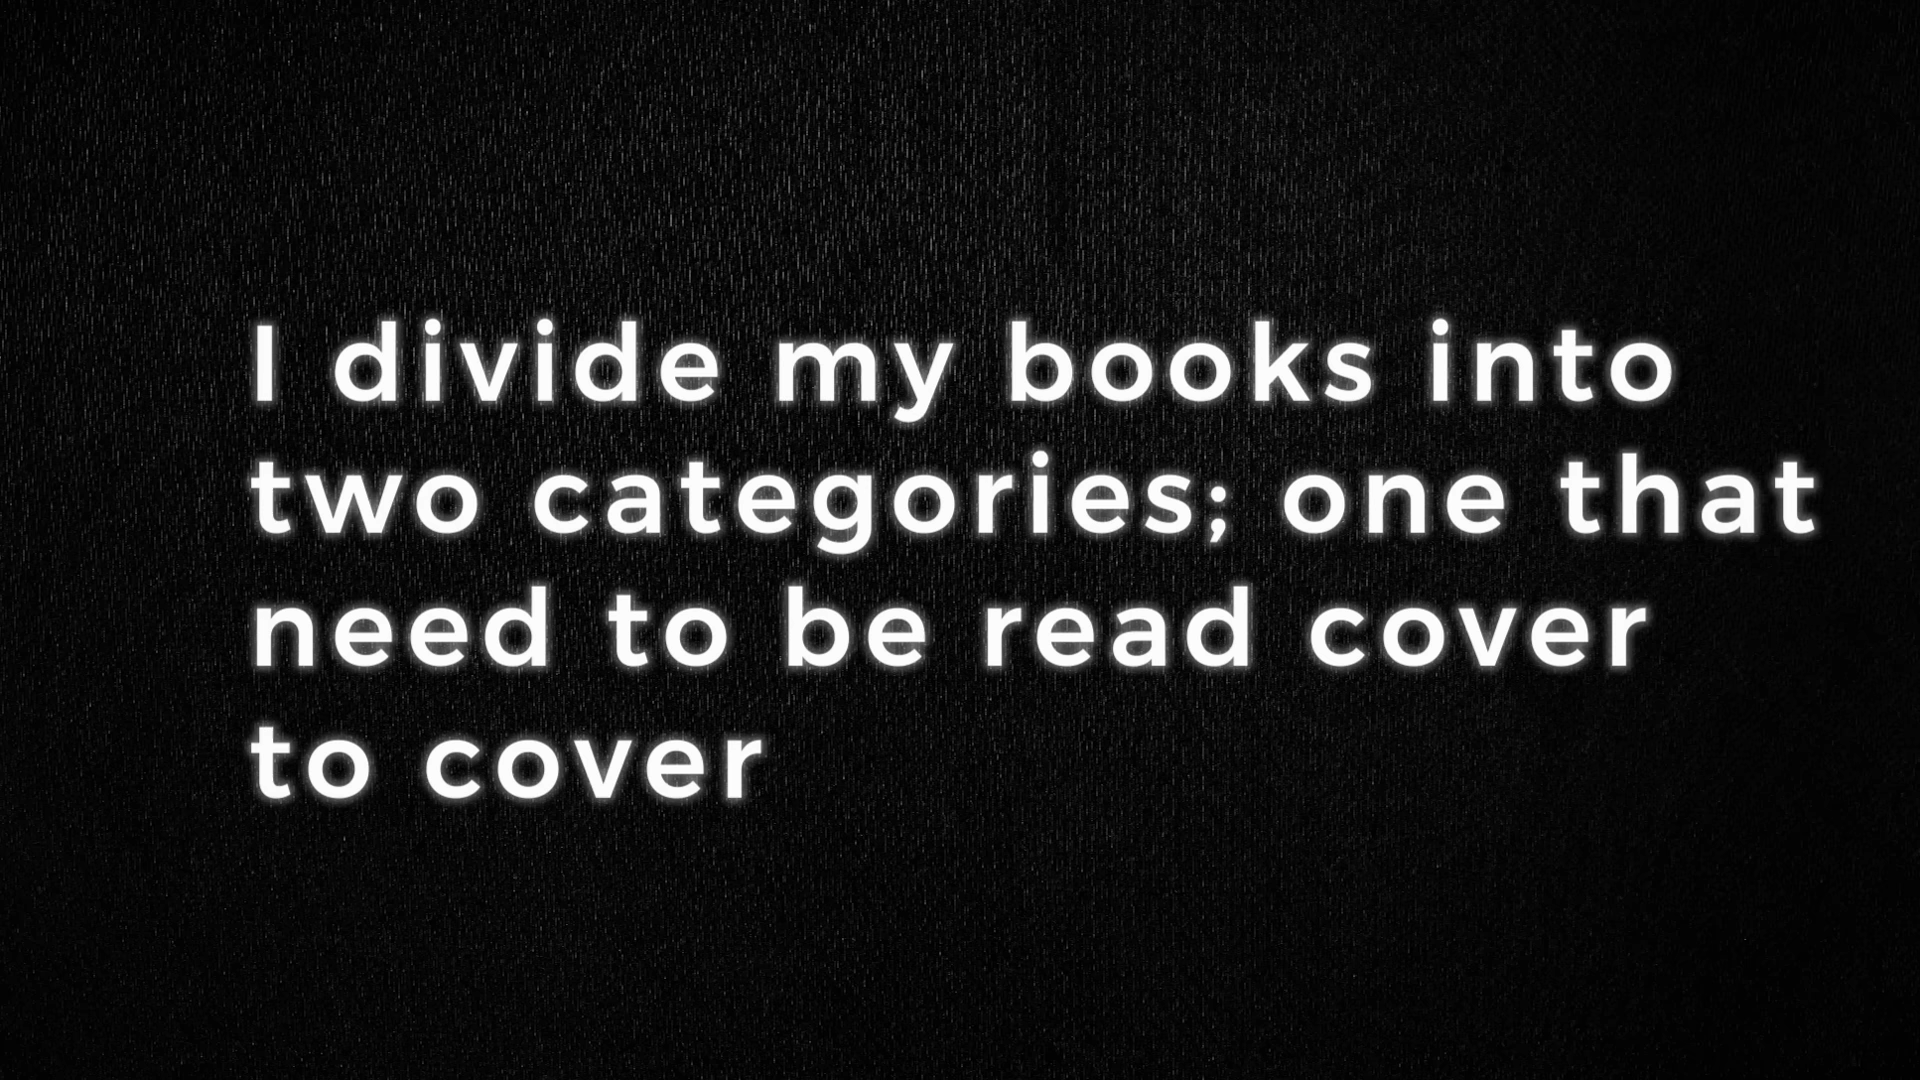 I divide my books into
two categories; one that
need to be read cover
to cover